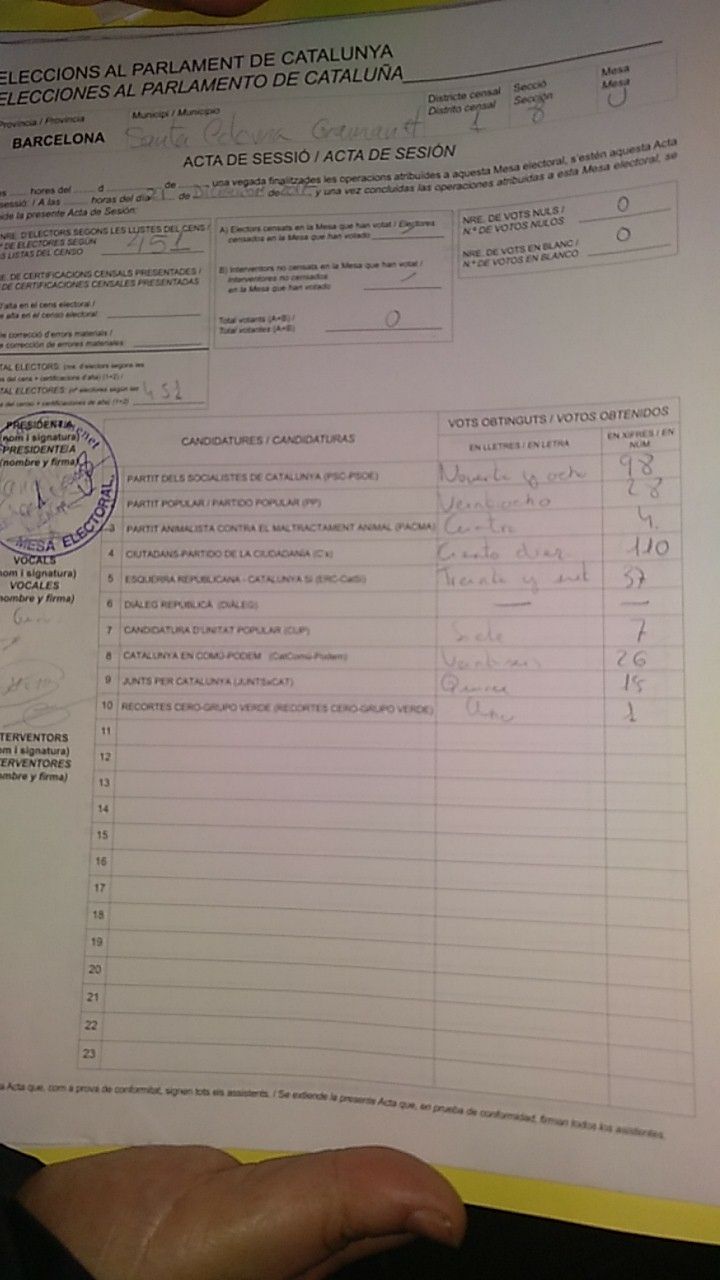 ELECCIONS AL PARLAMENT DE CATALUNYA
ELECCIONES AL PARLAMENTO DE CATALUÑA
Província / Provincia
Municipi / Municipio
Districte censal Secció Mesa
Distrito censal Sección Mesa
BARCELONA Santa Coloma Gramanet 1 8 U
ACTA DE SESSIÓ / ACTA DE SESIÓN
hores del d de una vegada finalitzades les operacions atribuïdes a aquesta Mesa electoral, s'estén aquesta Acta
sessió: / A las horas del día 21 de Diciembre de y una vez concluidas las operaciones atribuidas a esta Mesa electoral, se
ide la presente Acta de Sesión:
NRE. D'ELECTORS SEGONS LES LLISTES DEL CENS /
º DE ELECTORES SEGÚN
S LISTAS DEL CENSO 451
E. DE CERTIFICACIONS CENSALS PRESENTADES /
DE CERTIFICACIONES CENSALES PRESENTADAS
d'alta en el cens electoral /
e alta en el censo electoral
e correcció d'errors materials /
e corrección de errores materiales
TAL ELECTORS: (nre. d'electors segons les
s del cens + certificacions d'alta) (1+2) /
TAL ELECTORES: (nº electores según las
s del censo + certificaciones de alta) (1+2) 451
A) Electors censats en la Mesa que han votat / Electores
censados en la Mesa que han votado
B) Interventors no censats en la Mesa que han votat /
Interventores no censados
en la Mesa que han votado
Total votants (A+B) /
Total votantes (A+B) 0
NRE. DE VOTS NULS /
N.º DE VOTOS NULOS 0
NRE. DE VOTS EN BLANC /
N.º DE VOTOS EN BLANCO 0
PRESIDENT/A
(nom i signatura)
PRESIDENTE/A
(nombre y firma)
MESA ELECTORAL
VOCALS
om i signatura)
VOCALES
ombre y firma)
TERVENTORS
om i signatura)
TERVENTORES
ombre y firma)
CANDIDATURES / CANDIDATURAS
VOTS OBTINGUTS / VOTOS OBTENIDOS
EN LLETRES / EN LETRA
EN XIFRES / EN NÚM.
PARTIT DELS SOCIALISTES DE CATALUNYA (PSC-PSOE) Noventa y ocho 98
PARTIT POPULAR / PARTIDO POPULAR (PP) Veintiocho 28
3 PARTIT ANIMALISTA CONTRA EL MALTRACTAMENT ANIMAL (PACMA) Cuatro 4
4 CIUTADANS-PARTIDO DE LA CIUDADANÍA (C's) Ciento diez 110
5 ESQUERRA REPUBLICANA - CATALUNYA SÍ (ERC-CatSí) Treinta y siete 37
6 DIÀLEG REPUBLICÀ (DIÀLEG) — —
7 CANDIDATURA D'UNITAT POPULAR (CUP) Siete 7
8 CATALUNYA EN COMÚ-PODEM (CatComú-Podem) Veintiseis 26
9 JUNTS PER CATALUNYA (JUNTSxCAT) Quince 15
10 RECORTES CERO-GRUPO VERDE (RECORTES CERO-GRUPO VERDE) Uno 1
11
12
13
14
15
16
17
18
19
20
21
22
23
a Acta que, com a prova de conformitat, signen tots els assistents. / Se extiende la presente Acta que, en prueba de conformidad, firman todos los asistentes.